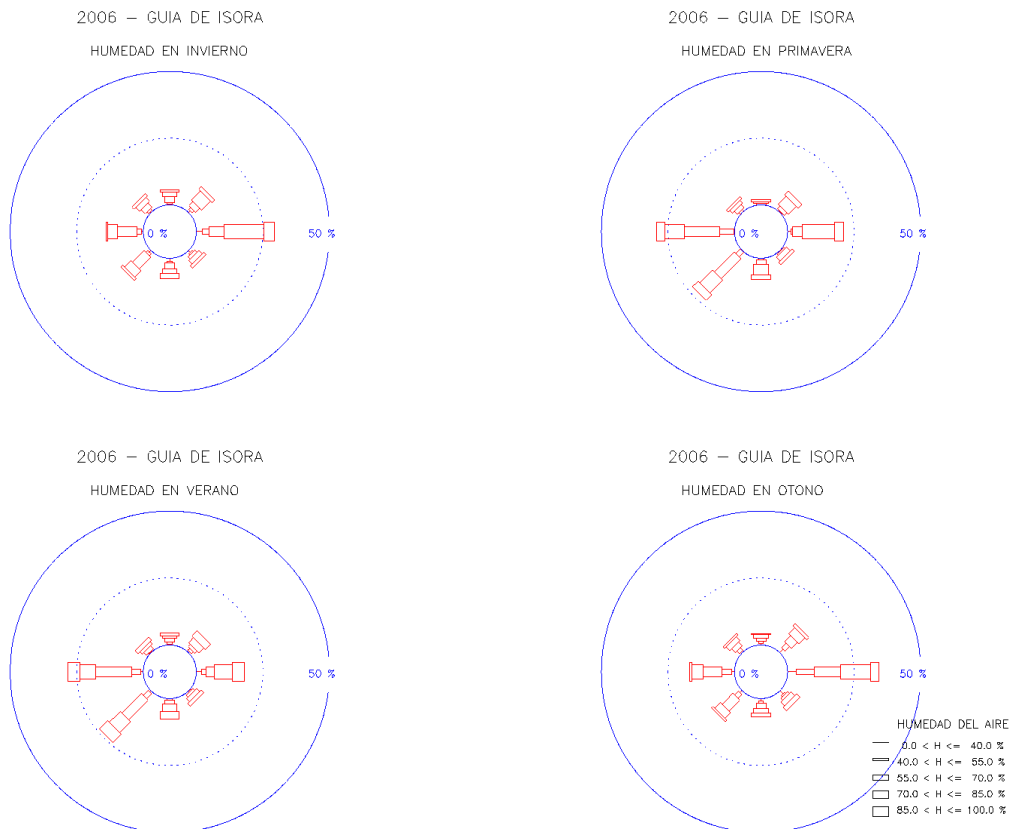 2006 – GUIA DE ISORA
HUMEDAD EN INVIERNO
0 %
50 %
2006 – GUIA DE ISORA
HUMEDAD EN PRIMAVERA
0 %
50 %
2006 – GUIA DE ISORA
HUMEDAD EN VERANO
0 %
50 %
2006 – GUIA DE ISORA
HUMEDAD EN OTONO
0 %
50 %
HUMEDAD DEL AIRE
0.0 < H <= 40.0 %
40.0 < H <= 55.0 %
55.0 < H <= 70.0 %
70.0 < H <= 85.0 %
85.0 < H <= 100.0 %